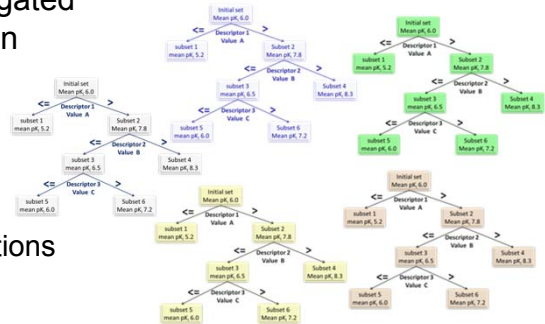 gated
n
tions
Initial set
Mean pK, 6.0
<= Descriptor 1 >
Value A
subset 1
mean pK, 5.2
Subset 2
Mean pK, 7.8
<= Descriptor 2 >
Value B
subset 3
mean pK, 6.5
Subset 4
Mean pK, 8.3
<= Descriptor 3 >
Value C
subset 5
mean pK, 6.0
Subset 6
Mean pK, 7.2
Initial set
Mean pK, 6.0
<= Descriptor 1 >
Value A
subset 1
mean pK, 5.2
Subset 2
Mean pK, 7.8
<= Descriptor 2 >
Value B
subset 3
mean pK, 6.5
Subset 4
Mean pK, 8.3
<= Descriptor 3 >
Value C
subset 5
mean pK, 6.0
Subset 6
Mean pK, 7.2
Initial set
Mean pK, 6.0
<= Descriptor 1 >
Value A
subset 1
mean pK, 5.2
Subset 2
Mean pK, 7.8
<= Descriptor 2 >
Value B
subset 3
mean pK, 6.5
Subset 4
Mean pK, 8.3
<= Descriptor 3 >
Value C
subset 5
mean pK, 6.0
Subset 6
Mean pK, 7.2
Initial set
Mean pK, 6.0
<= Descriptor 1 >
Value A
subset 1
mean pK, 5.2
Subset 2
Mean pK, 7.8
<= Descriptor 2 >
Value B
subset 3
mean pK, 6.5
Subset 4
Mean pK, 8.3
<= Descriptor 3 >
Value C
subset 5
mean pK, 6.0
Subset 6
Mean pK, 7.2
Initial set
Mean pK, 6.0
<= Descriptor 1 >
Value A
subset 1
mean pK, 5.2
Subset 2
Mean pK, 7.8
<= Descriptor 2 >
Value B
subset 3
mean pK, 6.5
Subset 4
Mean pK, 8.3
<= Descriptor 3 >
Value C
subset 5
mean pK, 6.0
Subset 6
Mean pK, 7.2